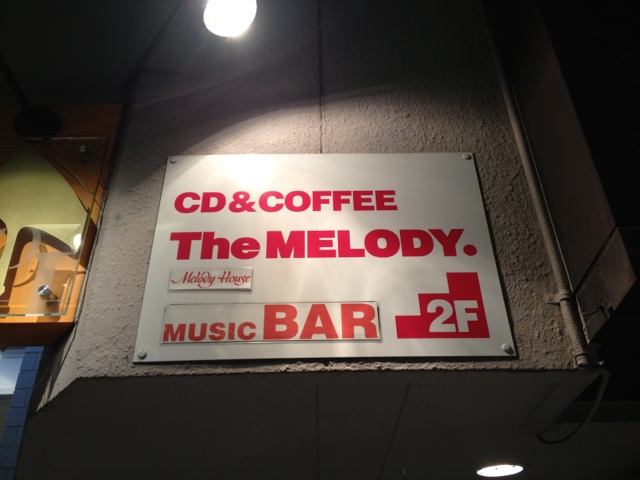 CD & COFFEE
The MELODY.
Melody House
MUSIC BAR
2F